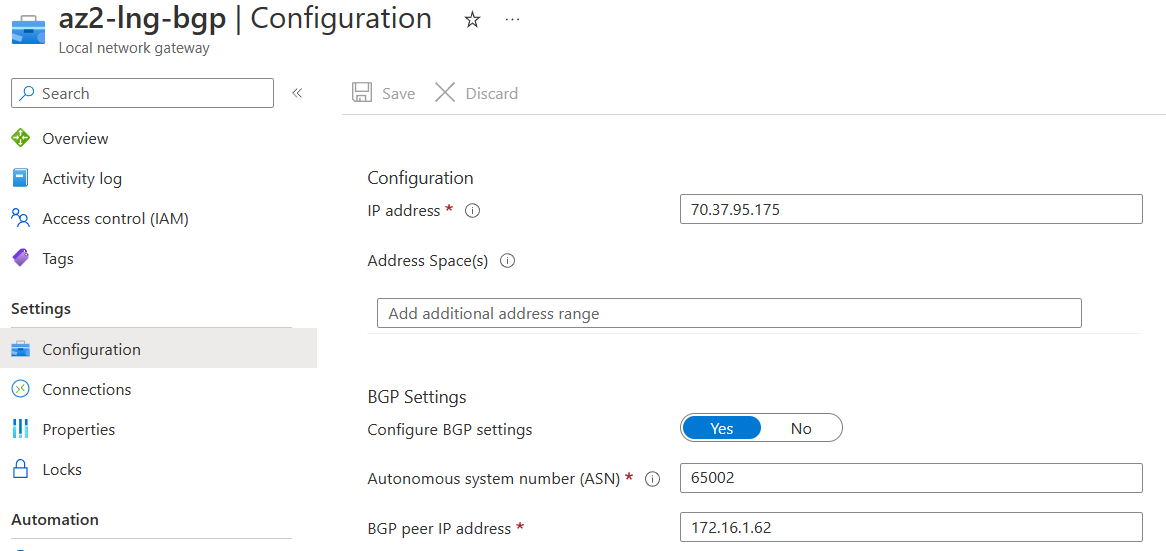 az2-lng-bgp | Configuration
Local network gateway
Search
Overview
Activity log
Access control (IAM)
Tags
Settings
Configuration
Connections
Properties
Locks
Automation
Save Discard
Configuration
IP address * 70.37.95.175
Address Space(s)
Add additional address range
BGP Settings
Configure BGP settings Yes No
Autonomous system number (ASN) * 65002
BGP peer IP address * 172.16.1.62